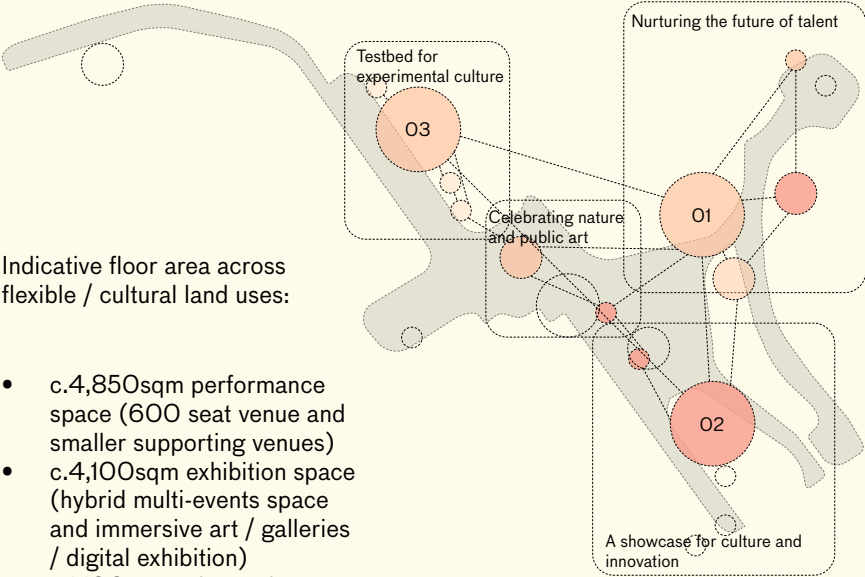 Nurturing the future of talent
Testbed for
experimental culture
03
01
Celebrating nature
and public art
Indicative floor area across
flexible / cultural land uses:
• c.4,850sqm performance
space (600 seat venue and
smaller supporting venues)
• c.4,100sqm exhibition space
(hybrid multi-events space
and immersive art / galleries
/ digital exhibition)
02
A showcase for culture and
innovation